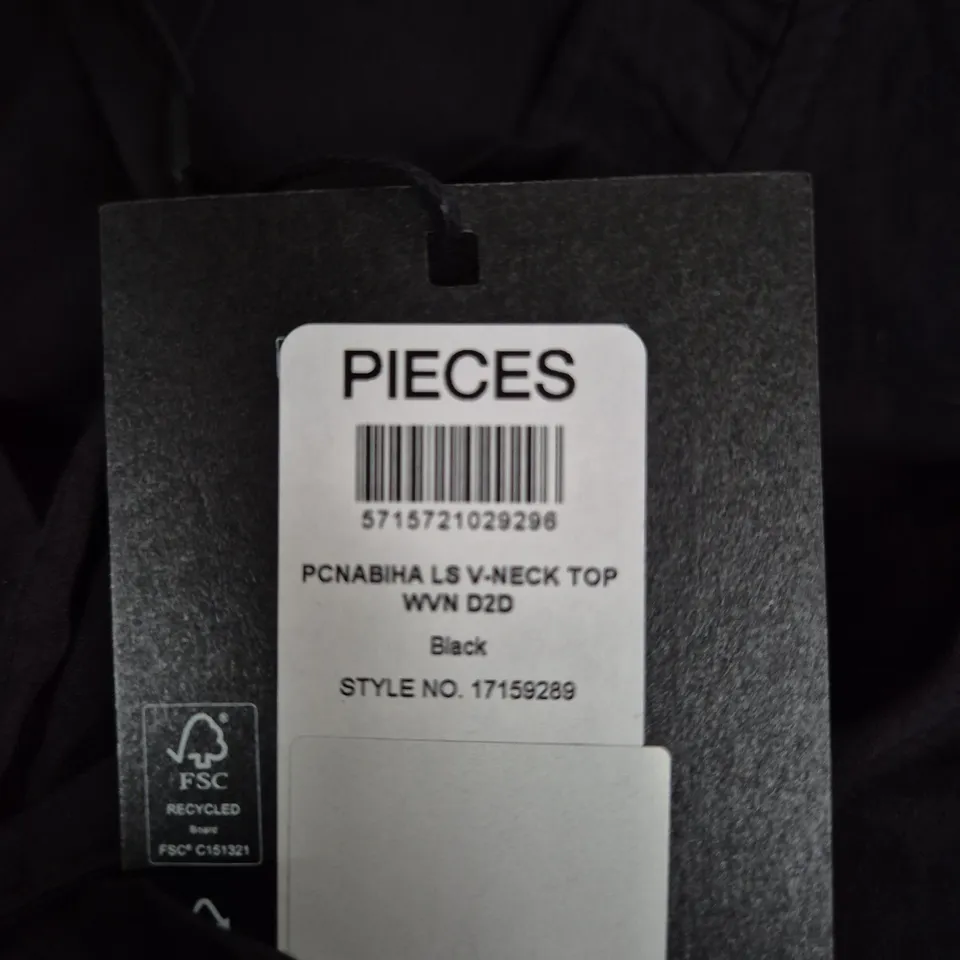 PIECES
5715721029296
PCNABIHA LS V-NECK TOP
WVN D2D
Black
STYLE NO. 17159289
FSC®
RECYCLED
Board
FSC® C151321